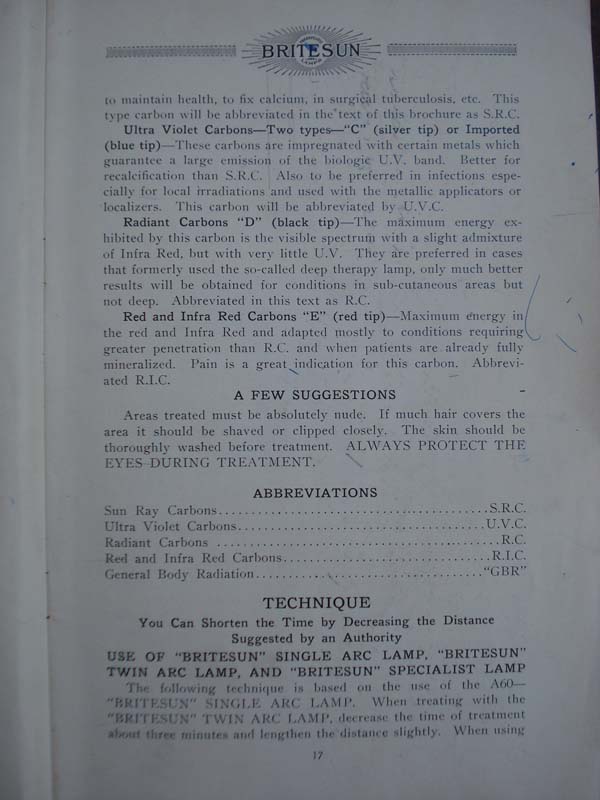 BRITESUN
LAMPS
to maintain health, to fix calcium, in surgical tuberculosis, etc. This
type carbon will be abbreviated in the text of this brochure as S.R.C.
Ultra Violet Carbons—Two types—"C" (silver tip) or Imported
(blue tip)—These carbons are impregnated with certain metals which
guarantee a large emission of the biologic U.V. band. Better for
recalcification than S.R.C. Also to be preferred in infections espe-
cially for local irradiations and used with the metallic applicators or
localizers. This carbon will be abbreviated by U.V.C.
Radiant Carbons "D" (black tip)—The maximum energy ex-
hibited by this carbon is the visible spectrum with a slight admixture
of Infra Red, but with very little U.V. They are preferred in cases
that formerly used the so-called deep therapy lamp, only much better
results will be obtained for conditions in sub-cutaneous areas but
not deep. Abbreviated in this text as R.C.
Red and Infra Red Carbons "E" (red tip)—Maximum energy in
the red and Infra Red and adapted mostly to conditions requiring
greater penetration than R.C. and when patients are already fully
mineralized. Pain is a great indication for this carbon. Abbrevi-
ated R.I.C.
A FEW SUGGESTIONS
Areas treated must be absolutely nude. If much hair covers the
area it should be shaved or clipped closely. The skin should be
thoroughly washed before treatment. ALWAYS PROTECT THE
EYES DURING TREATMENT.
ABBREVIATIONS
Sun Ray Carbons.........................................S.R.C.
Ultra Violet Carbons.....................................U.V.C.
Radiant Carbons ...........................................R.C.
Red and Infra Red Carbons...............................R.I.C.
General Body Radiation.................................."GBR"
TECHNIQUE
You Can Shorten the Time by Decreasing the Distance
Suggested by an Authority
USE OF "BRITESUN" SINGLE ARC LAMP, "BRITESUN"
TWIN ARC LAMP, AND "BRITESUN" SPECIALIST LAMP
The following technique is based on the use of the A60—
"BRITESUN" SINGLE ARC LAMP. When treating with the
"BRITESUN" TWIN ARC LAMP, decrease the time of treatment
about three minutes and lengthen the distance slightly. When using
17